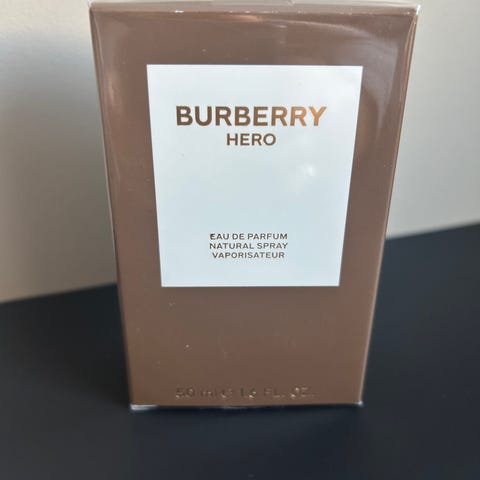 BURBERRY
HERO
EAU DE PARFUM
NATURAL SPRAY
VAPORISATEUR
50 ml ℮ 1.6 FL. OZ.